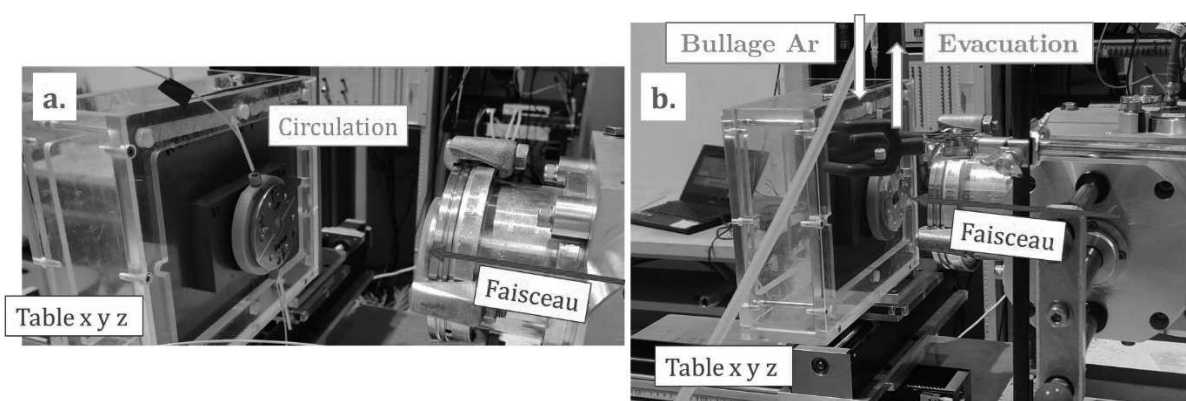 a.
Circulation
Faisceau
Table x y z
Bullage Ar
Evacuation
b.
Faisceau
Table x y z